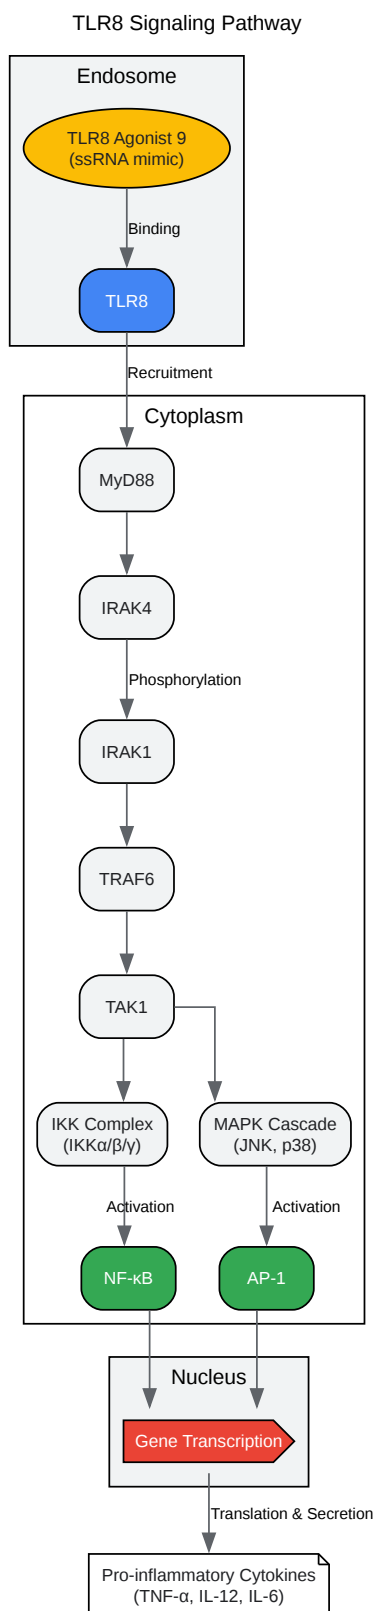 TLR8 Signaling Pathway
Endosome
TLR8 Agonist 9
(ssRNA mimic)
Binding
TLR8
Recruitment
Cytoplasm
MyD88
IRAK4
Phosphorylation
IRAK1
TRAF6
TAK1
IKK Complex
(IKKα/β/γ)
MAPK Cascade
(JNK, p38)
Activation
Activation
NF-κB
AP-1
Nucleus
Gene Transcription
Translation & Secretion
Pro-inflammatory Cytokines
(TNF-α, IL-12, IL-6)